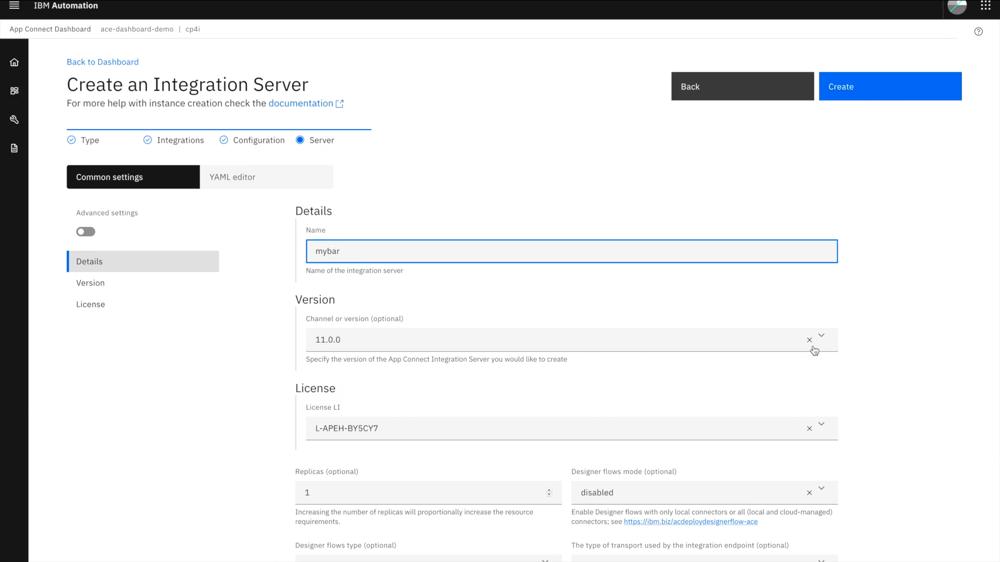 IBM Automation
App Connect Dashboard ace-dashboard-demo | cp4i
Back to Dashboard
Create an Integration Server
For more help with instance creation check the documentation
Back
Create
Type
Integrations
Configuration
Server
Common settings
YAML editor
Advanced settings
Details
Version
License
Details
Name
mybar
Name of the integration server
Version
Channel or version (optional)
11.0.0
Specify the version of the App Connect Integration Server you would like to create
License
License LI
L-APEH-BY5CY7
Replicas (optional)
1
Increasing the number of replicas will proportionally increase the resource
requirements.
Designer flows mode (optional)
disabled
Enable Designer flows with only local connectors or all (local and cloud-managed)
connectors; see https://ibm.biz/acdeploydesignerflow-ace
Designer flows type (optional)
The type of transport used by the integration endpoint (optional)